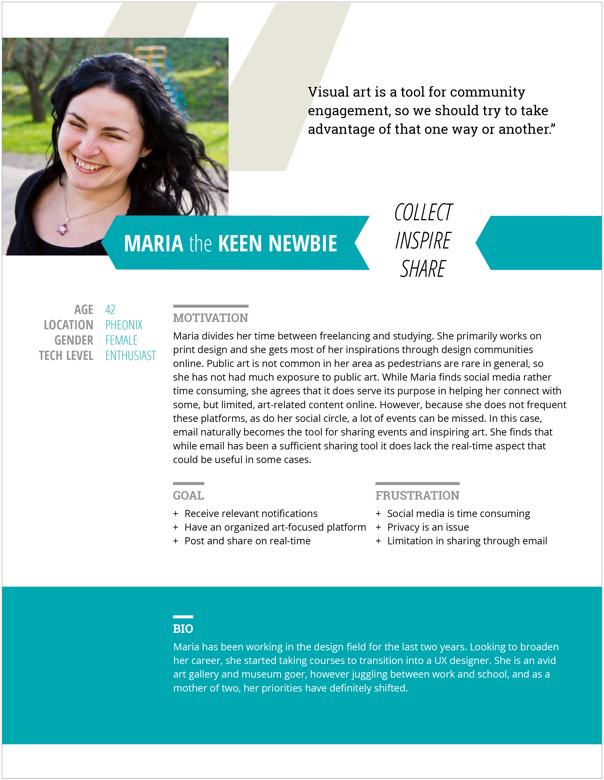 Visual art is a tool for community
engagement, so we should try to take
advantage of that one way or another.”
MARIA the KEEN NEWBIE
COLLECT
INSPIRE
SHARE
AGE 42
LOCATION PHEONIX
GENDER FEMALE
TECH LEVEL ENTHUSIAST
MOTIVATION
Maria divides her time between freelancing and studying. She primarily works on
print design and she gets most of her inspirations through design communities
online. Public art is not common in her area as pedestrians are rare in general, so
she has not had much exposure to public art. While Maria finds social media rather
time consuming, she agrees that it does serve its purpose in helping her connect with
some, but limited, art-related content online. However, because she does not frequent
these platforms, as do her social circle, a lot of events can be missed. In this case,
email naturally becomes the tool for sharing events and inspiring art. She finds that
while email has been a sufficient sharing tool it does lack the real-time aspect that
could be useful in some cases.
GOAL
+ Receive relevant notifications
+ Have an organized art-focused platform
+ Post and share on real-time
FRUSTRATION
+ Social media is time consuming
+ Privacy is an issue
+ Limitation in sharing through email
BIO
Maria has been working in the design field for the last two years. Looking to broaden
her career, she started taking courses to transition into a UX designer. She is an avid
art gallery and museum goer, however juggling between work and school, and as a
mother of two, her priorities have definitely shifted.